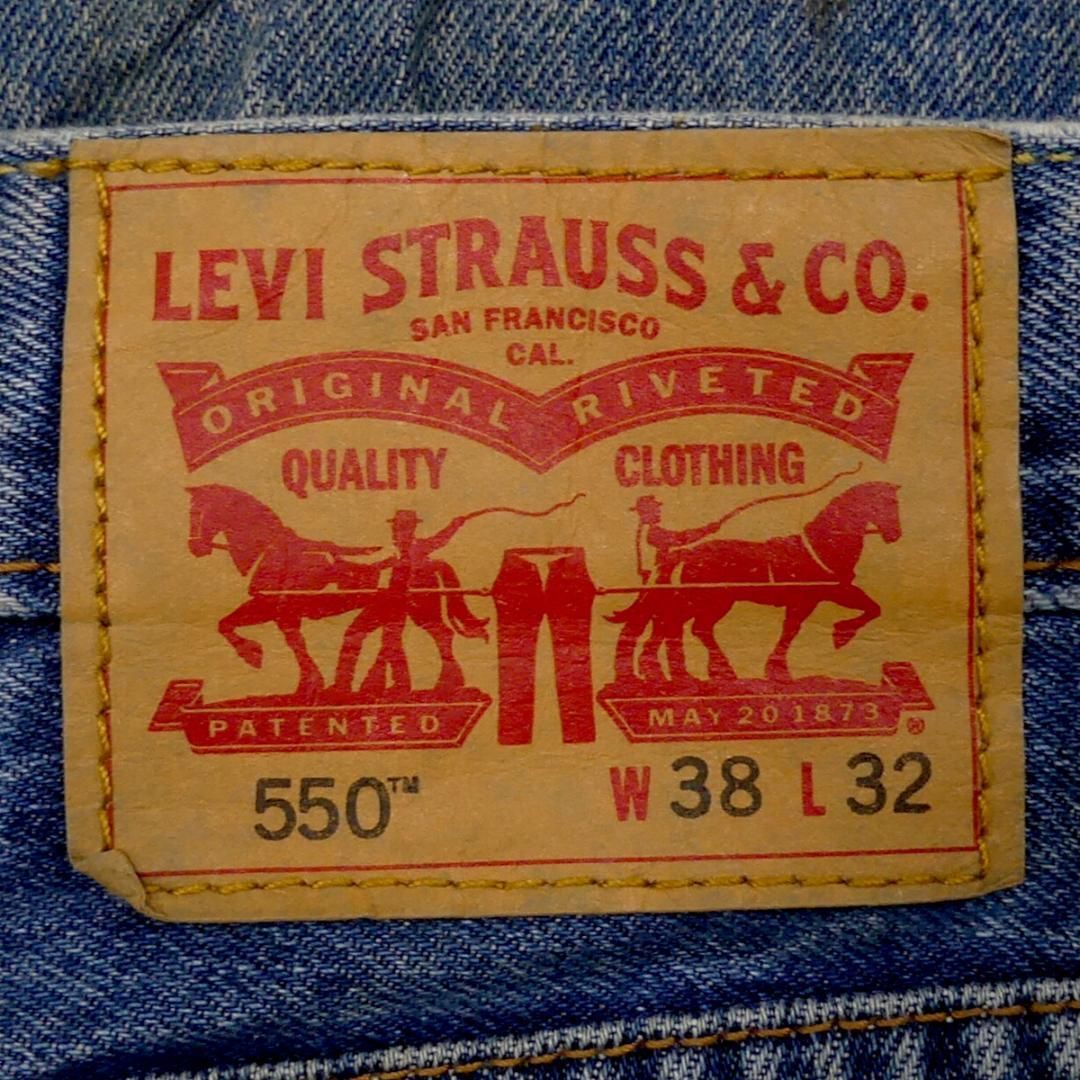 LEVI STRAUSS & CO.
SAN FRANCISCO
CAL.
ORIGINAL RIVETED
QUALITY CLOTHING
PATENTED MAY 20 1873 ®
550™ W 38 L 32